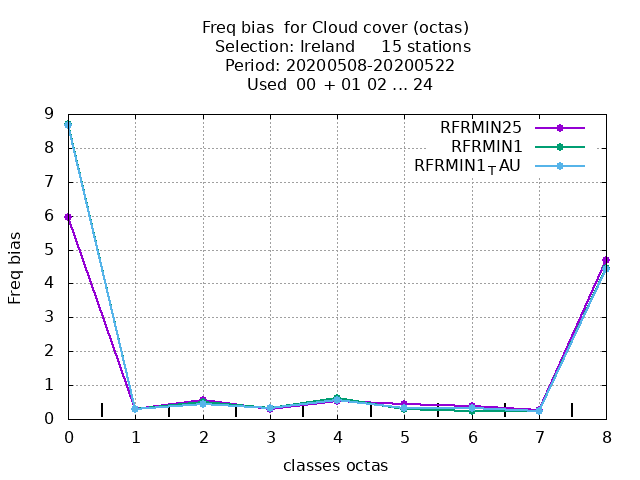 Freq bias  for Cloud cover (octas)
Selection: Ireland     15 stations
Period: 20200508-20200522
Used  00 + 01 02 ... 24
RFRMIN25
RFRMIN1
RFRMIN1TAU
9
8
7
6
5
4
3
2
1
0
Freq bias
0 1 2 3 4 5 6 7 8
classes octas